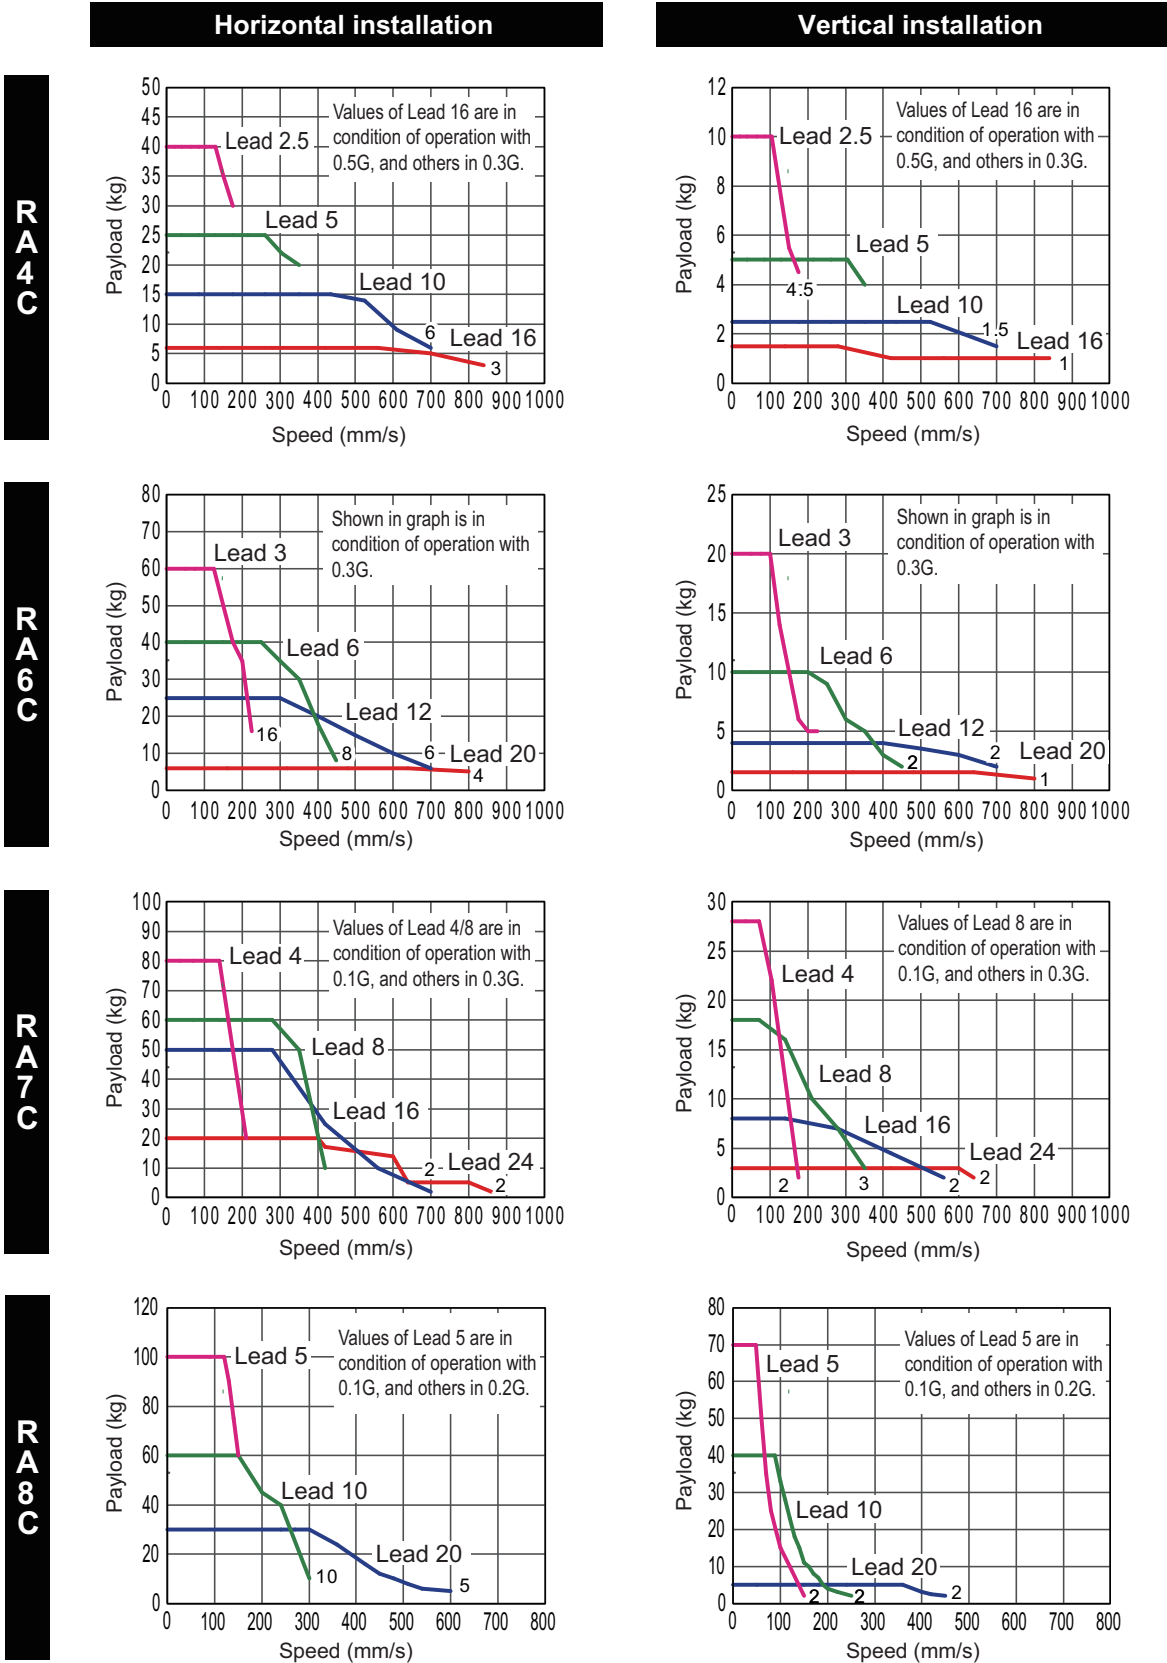 Horizontal installation
Vertical installation
RA4C
50
45
40
35
30
25
20
15
10
5
0
0 100 200 300 400 500 600 700 800 900 1000
Payload (kg)
Speed (mm/s)
Values of Lead 16 are in
condition of operation with
0.5G, and others in 0.3G.
Lead 2.5
Lead 5
Lead 10
6
Lead 16
3
12
10
8
6
4
2
0
0 100 200 300 400 500 600 700 800 900 1000
Payload (kg)
Speed (mm/s)
Values of Lead 16 are in
condition of operation with
0.5G, and others in 0.3G.
Lead 2.5
Lead 5
4.5
Lead 10
1.5
Lead 16
1
RA6C
80
70
60
50
40
30
20
10
0
0 100 200 300 400 500 600 700 800 900 1000
Payload (kg)
Speed (mm/s)
Shown in graph is in
condition of operation with
0.3G.
Lead 3
Lead 6
Lead 12
16
8
6
Lead 20
4
25
20
15
10
5
0
0 100 200 300 400 500 600 700 800 900 1000
Payload (kg)
Speed (mm/s)
Shown in graph is in
condition of operation with
0.3G.
Lead 3
Lead 6
Lead 12
2
2
Lead 20
1
RA7C
100
90
80
70
60
50
40
30
20
10
0
0 100 200 300 400 500 600 700 800 900 1000
Payload (kg)
Speed (mm/s)
Values of Lead 4/8 are in
condition of operation with
0.1G, and others in 0.3G.
Lead 4
Lead 8
Lead 16
2
Lead 24
2
30
25
20
15
10
5
0
0 100 200 300 400 500 600 700 800 900 1000
Payload (kg)
Speed (mm/s)
Values of Lead 8 are in
condition of operation with
0.1G, and others in 0.3G.
Lead 4
Lead 8
Lead 16
Lead 24
2
3
2
2
RA8C
120
100
80
60
40
20
0
0 100 200 300 400 500 600 700 800
Payload (kg)
Speed (mm/s)
Values of Lead 5 are in
condition of operation with
0.1G, and others in 0.2G.
Lead 5
Lead 10
Lead 20
10
5
80
70
60
50
40
30
20
10
0
0 100 200 300 400 500 600 700 800
Payload (kg)
Speed (mm/s)
Values of Lead 5 are in
condition of operation with
0.1G, and others in 0.2G.
Lead 5
Lead 10
Lead 20
2
2
2